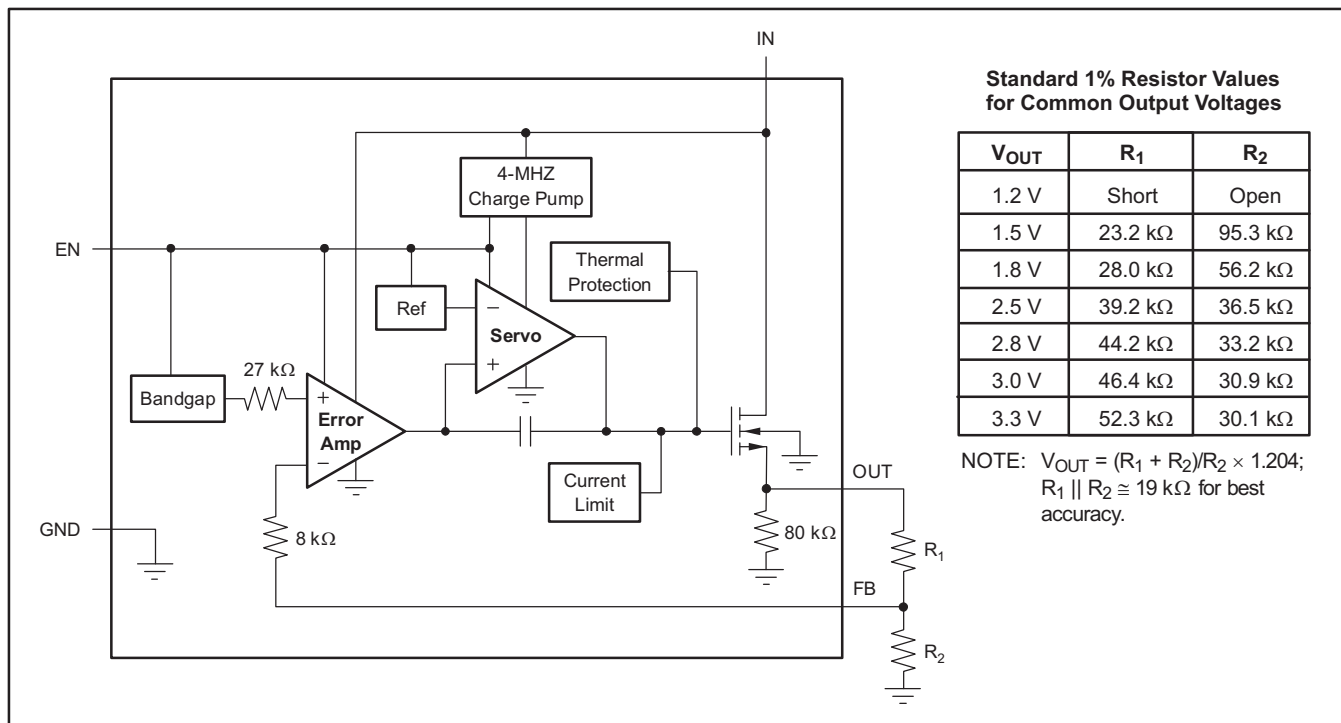 IN
4-MHZ
Charge Pump
EN
Thermal
Protection
Ref
−
Servo
+
27 kΩ
Bandgap
+
Error
Amp
−
Current
Limit
OUT
GND
8 kΩ
80 kΩ
R1
FB
R2
Standard 1% Resistor Values
for Common Output Voltages
VOUT R1 R2
1.2 V Short Open
1.5 V 23.2 kΩ 95.3 kΩ
1.8 V 28.0 kΩ 56.2 kΩ
2.5 V 39.2 kΩ 36.5 kΩ
2.8 V 44.2 kΩ 33.2 kΩ
3.0 V 46.4 kΩ 30.9 kΩ
3.3 V 52.3 kΩ 30.1 kΩ
NOTE: VOUT = (R1 + R2)/R2 × 1.204;
R1 || R2 ≅ 19 kΩ for best
accuracy.